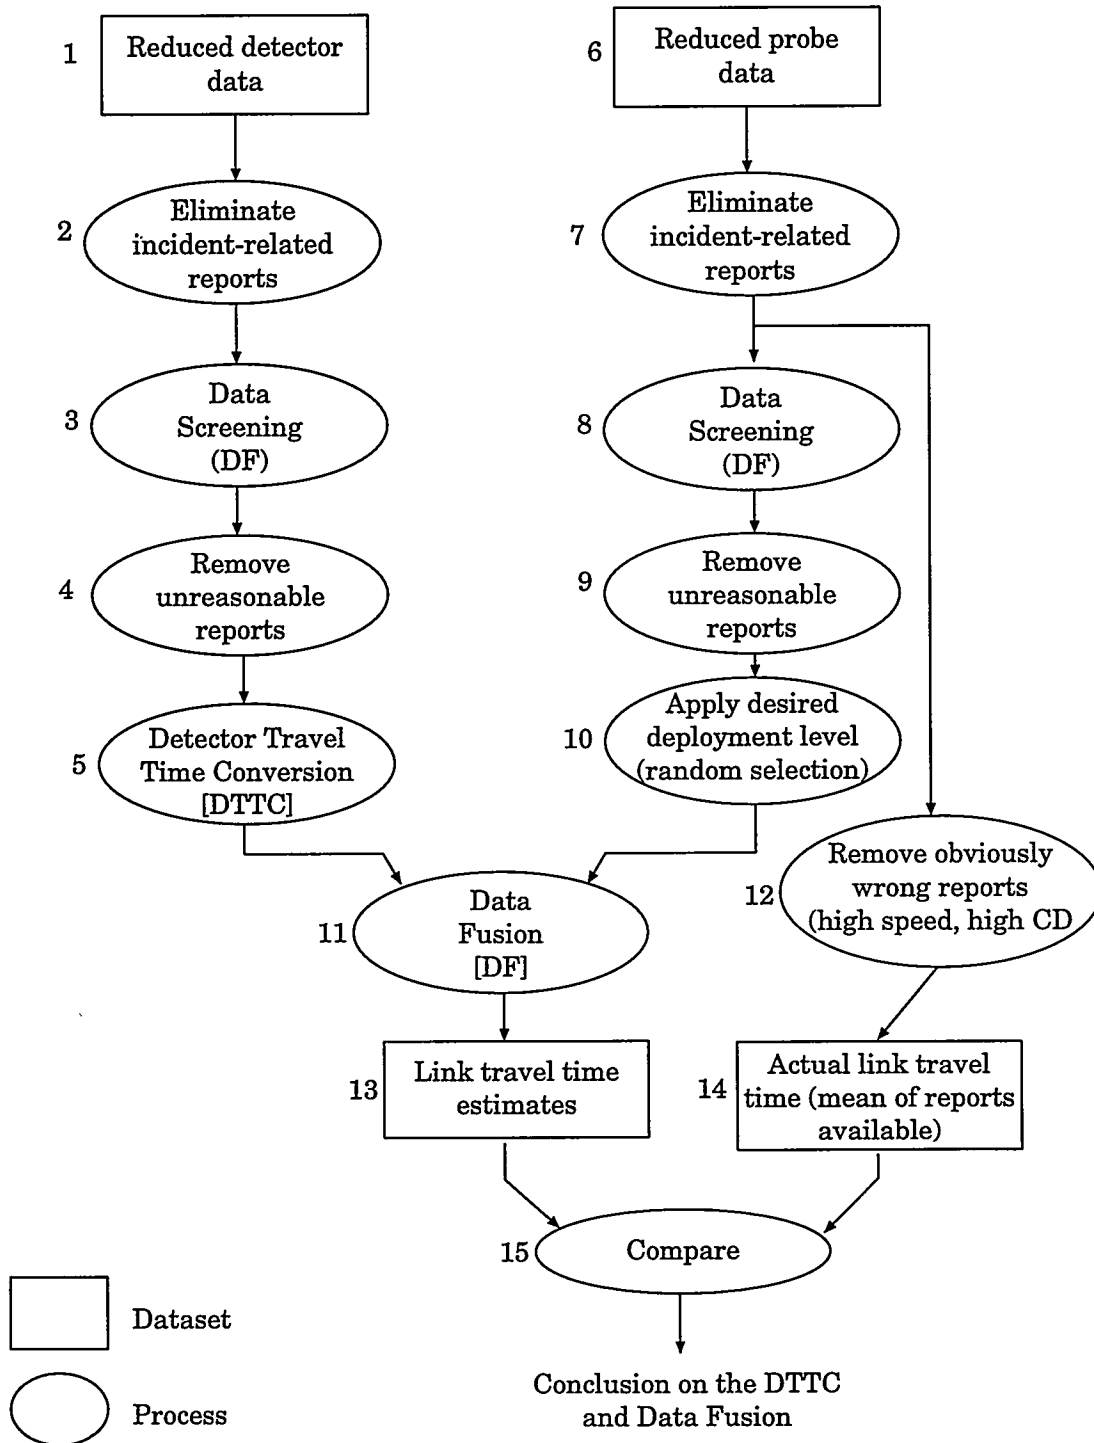 1
Reduced detector
data
6
Reduced probe
data
2
Eliminate
incident-related
reports
7
Eliminate
incident-related
reports
3
Data
Screening
(DF)
8
Data
Screening
(DF)
4
Remove
unreasonable
reports
9
Remove
unreasonable
reports
5
Detector Travel
Time Conversion
[DTTC]
10
Apply desired
deployment level
(random selection)
11
Data
Fusion
[DF]
12
Remove obviously
wrong reports
(high speed, high CD
13
Link travel time
estimates
14
Actual link travel
time (mean of reports
available)
15
Compare
Dataset
Process
Conclusion on the DTTC
and Data Fusion